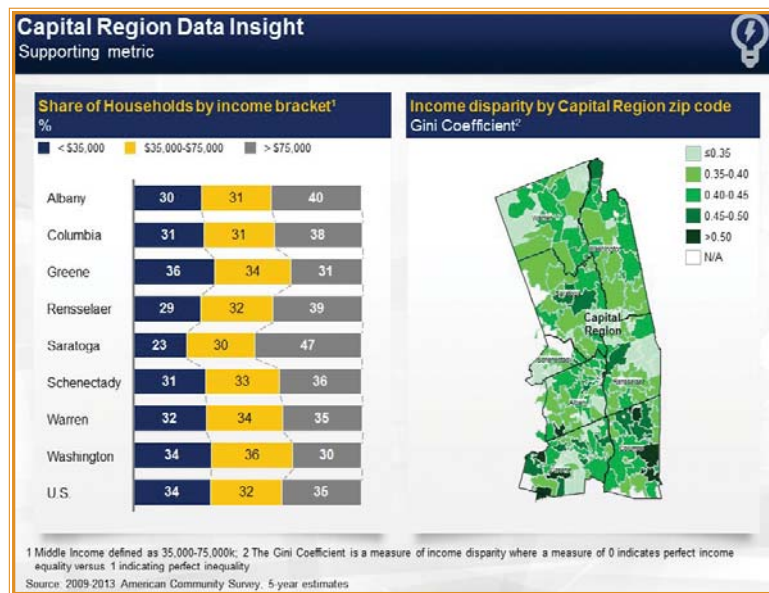 Capital Region Data Insight
Supporting metric
Share of Households by income bracket1
%
< $35,000 $35,000-$75,000 > $75,000
Albany 30 31 40
Columbia 31 31 38
Greene 36 34 31
Rensselaer 29 32 39
Saratoga 23 30 47
Schenectady 31 33 36
Warren 32 34 35
Washington 34 36 30
U.S. 34 32 35
Income disparity by Capital Region zip code
Gini Coefficient2
≤0.35
0.35-0.40
0.40-0.45
0.45-0.50
>0.50
N/A
Capital
Region
1 Middle Income defined as 35,000-75,000k; 2 The Gini Coefficient is a measure of income disparity where a measure of 0 indicates perfect income
equality versus 1 indicating perfect inequality
Source: 2009-2013 American Community Survey, 5-year estimates